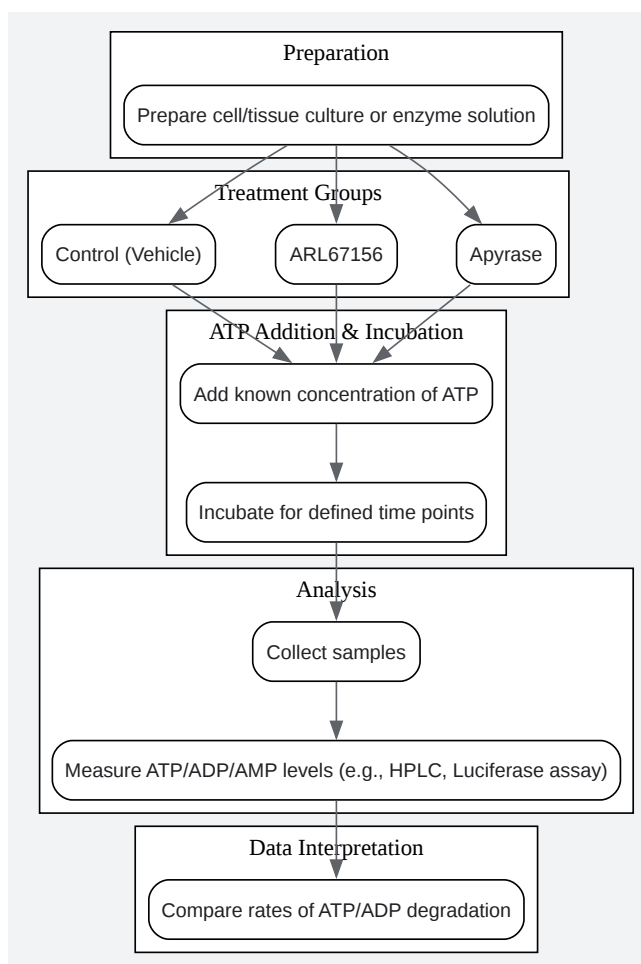 Preparation
Prepare cell/tissue culture or enzyme solution
Treatment Groups
Control (Vehicle)
ARL67156
Apyrase
ATP Addition & Incubation
Add known concentration of ATP
Incubate for defined time points
Analysis
Collect samples
Measure ATP/ADP/AMP levels (e.g., HPLC, Luciferase assay)
Data Interpretation
Compare rates of ATP/ADP degradation